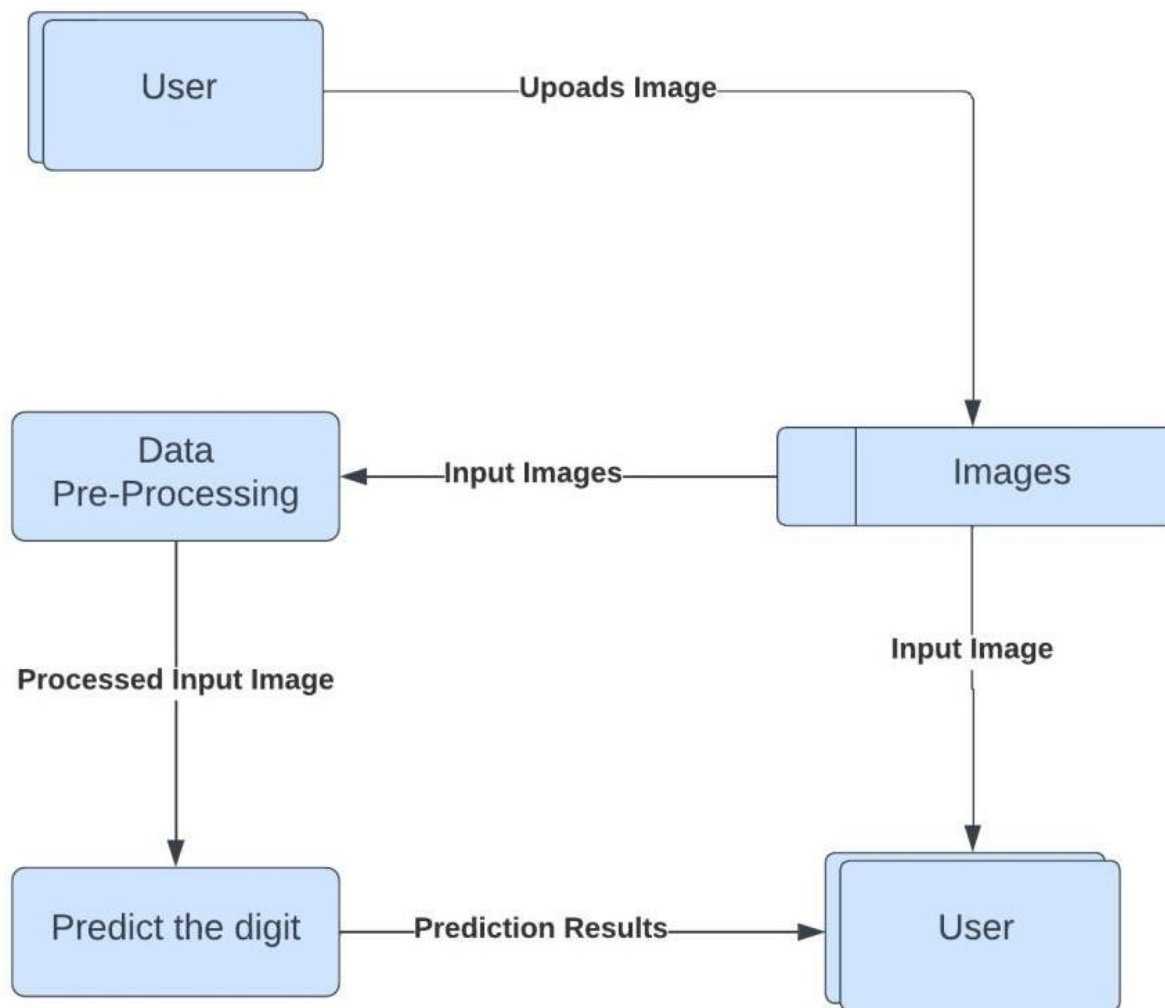 User
Upoads Image
Data
Pre-Processing
Input Images
Images
Processed Input Image
Input Image
Predict the digit
Prediction Results
User